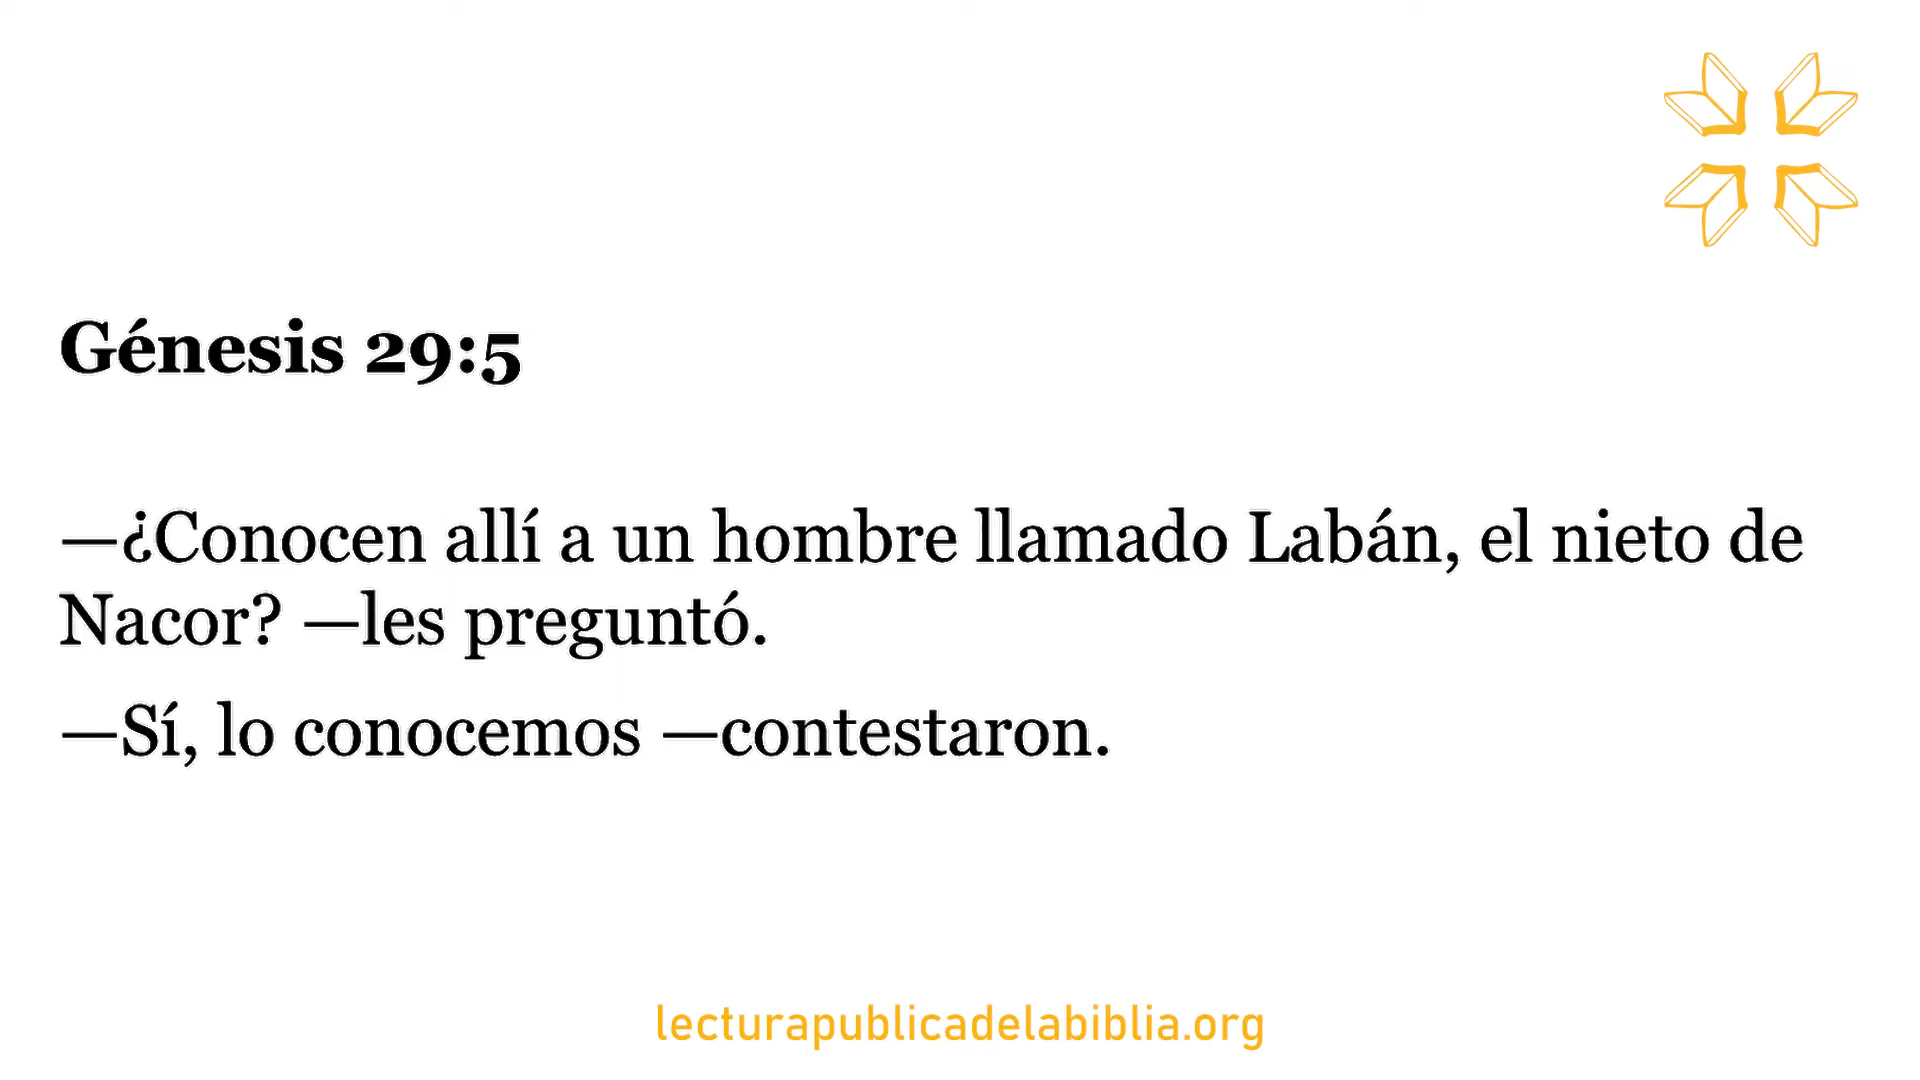 Génesis 29:5
—¿Conocen allí a un hombre llamado Labán, el nieto de
Nacor? —les preguntó.
—Sí, lo conocemos —contestaron.
lecturapublicadelabiblia.org